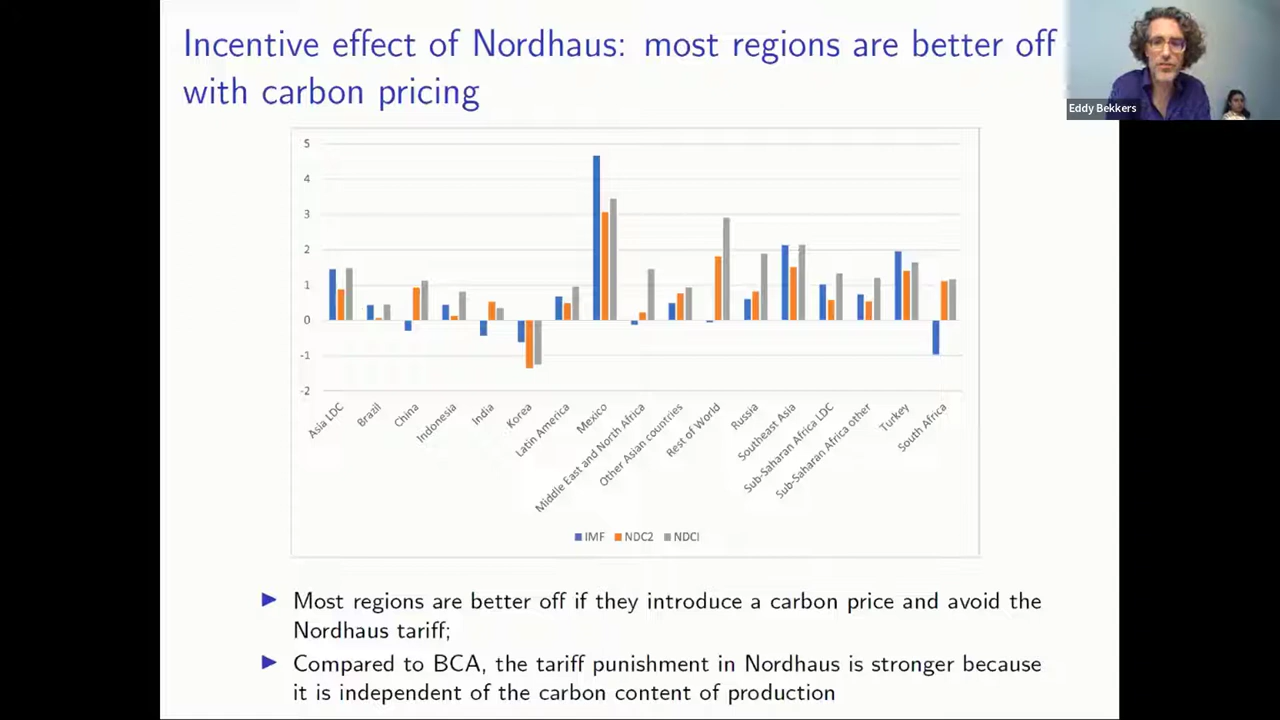 Incentive effect of Nordhaus: most regions are better off
with carbon pricing
Eddy Bekkers
5
4
3
2
1
0
-1
-2
Asia LDC
Brazil
China
Indonesia
India
Korea
Latin America
Mexico
Middle East and North Africa
Other Asian countries
Rest of World
Russia
Southeast Asia
Sub-Saharan Africa LDC
Sub-Saharan Africa other
Turkey
South Africa
IMF NDC2 NDCI
Most regions are better off if they introduce a carbon price and avoid the
Nordhaus tariff;
Compared to BCA, the tariff punishment in Nordhaus is stronger because
it is independent of the carbon content of production